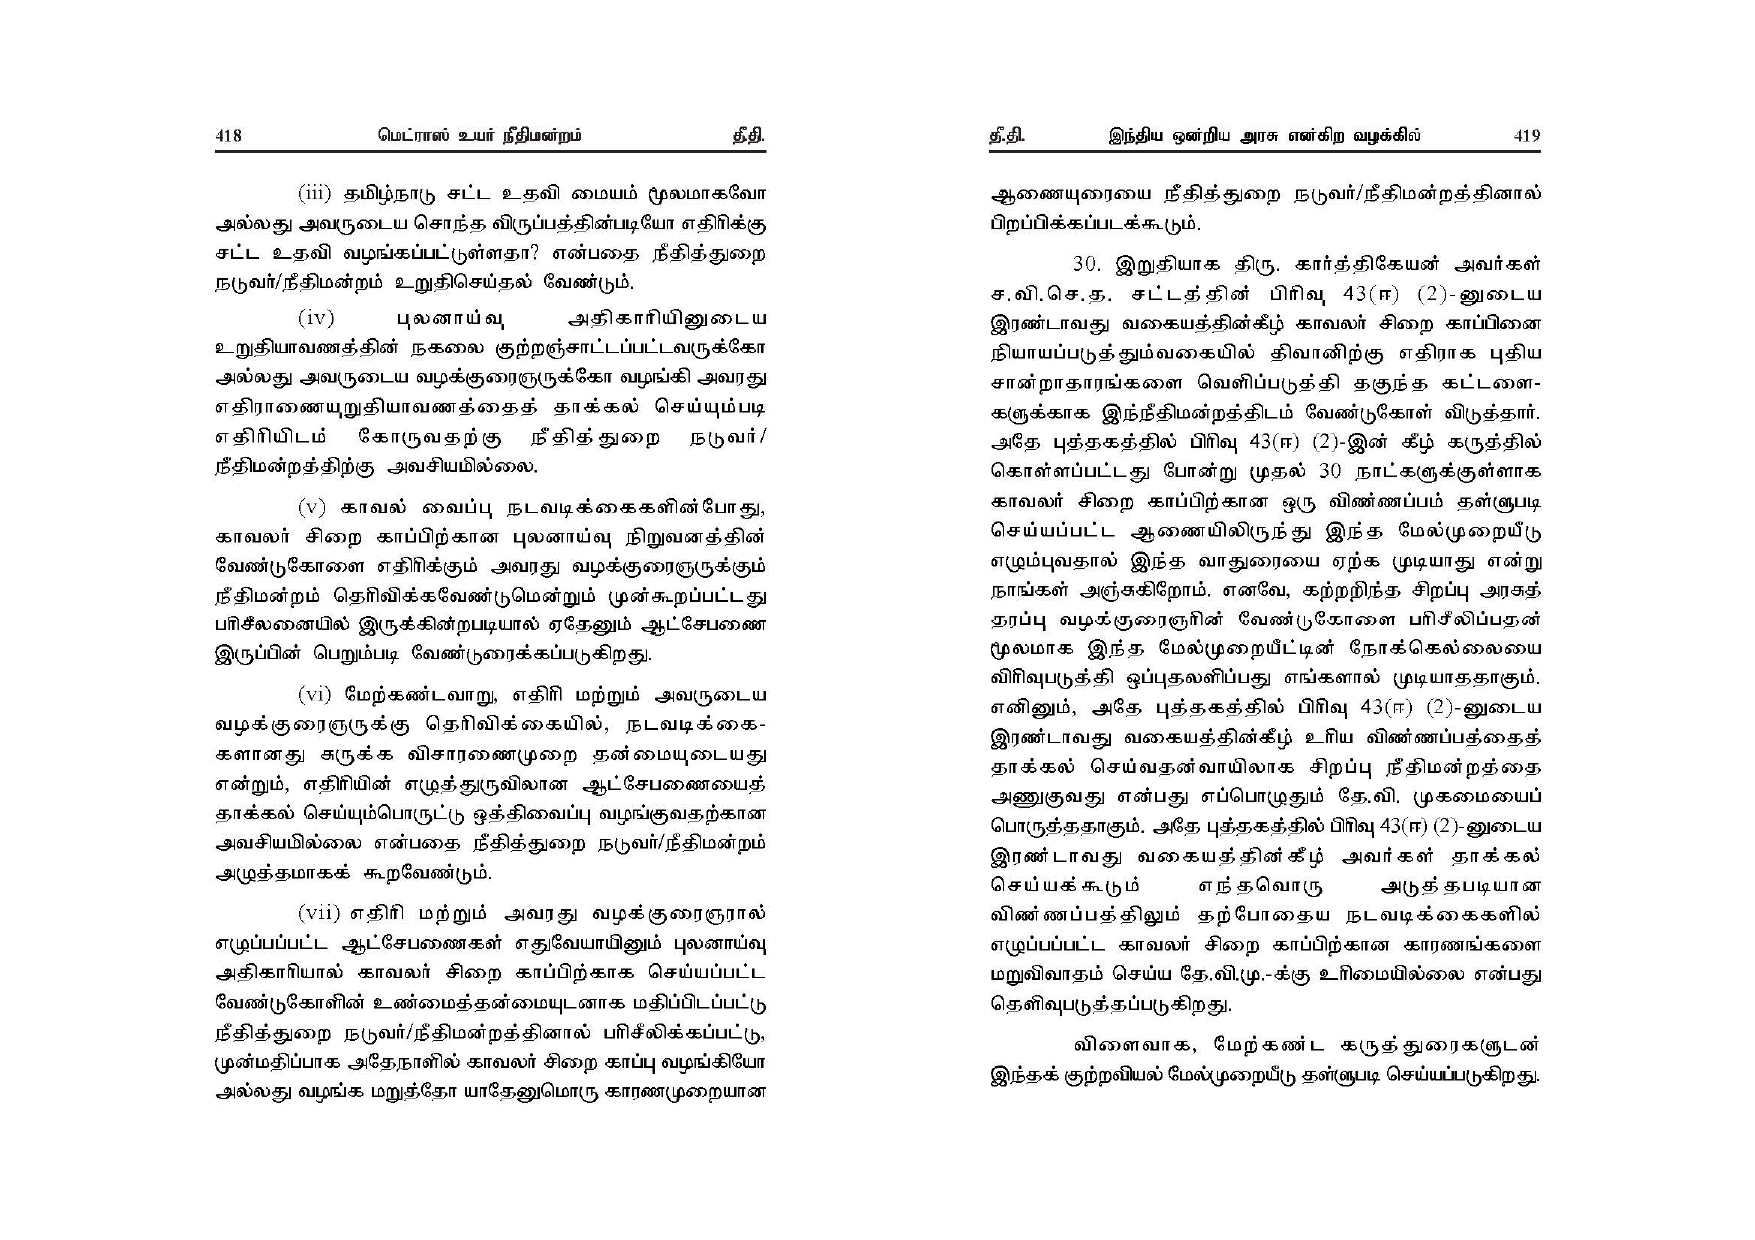 418 மெட்ராஸ் உயர் நீதிமன்றம் தீ.தி.
(iii) தமிழ்நாடு சட்ட உதவி மையம் மூலமாகவோ
அல்லது அவருடைய சொந்த விருப்பத்தின்படியோ எதிரிக்கு
சட்ட உதவி வழங்கப்பட்டுள்ளதா? என்பதை நீதித்துறை
நடுவர்/நீதிமன்றம் உறுதிசெய்தல் வேண்டும்.
(iv) புலனாய்வு அதிகாரியினுடைய
உறுதியாவணத்தின் நகலை குற்றஞ்சாட்டப்பட்டவருக்கோ
அல்லது அவருடைய வழக்குரைஞருக்கோ வழங்கி அவரது
எதிராணையுறுதியாவணத்தைத் தாக்கல் செய்யும்படி
எதிரியிடம் கோருவதற்கு நீதித்துறை நடுவர்/
நீதிமன்றத்திற்கு அவசியமில்லை.
(v) காவல் வைப்பு நடவடிக்கைகளின்போது,
காவலர் சிறை காப்பிற்கான புலனாய்வு நிறுவனத்தின்
வேண்டுகோளை எதிரிக்கும் அவரது வழக்குரைஞருக்கும்
நீதிமன்றம் தெரிவிக்கவேண்டுமென்றும் முன்கூறப்பட்டது
பரிசீலனையில் இருக்கின்றபடியால் ஏதேனும் ஆட்சேபணை
இருப்பின் பெறும்படி வேண்டுரைக்கப்படுகிறது.
(vi) மேற்கண்டவாறு, எதிரி மற்றும் அவருடைய
வழக்குரைஞருக்கு தெரிவிக்கையில், நடவடிக்கை-
களானது சுருக்க விசாரணைமுறை தன்மையுடையது
என்றும், எதிரியின் எழுத்துருவிலான ஆட்சேபணையைத்
தாக்கல் செய்யும்பொருட்டு ஒத்திவைப்பு வழங்குவதற்கான
அவசியமில்லை என்பதை நீதித்துறை நடுவர்/நீதிமன்றம்
அழுத்தமாகக் கூறவேண்டும்.
(vii) எதிரி மற்றும் அவரது வழக்குரைஞரால்
எழுப்பப்பட்ட ஆட்சேபணைகள் எதுவேயாயினும் புலனாய்வு
அதிகாரியால் காவலர் சிறை காப்பிற்காக செய்யப்பட்ட
வேண்டுகோளின் உண்மைத்தன்மையுடனாக மதிப்பிடப்பட்டு
நீதித்துறை நடுவர்/நீதிமன்றத்தினால் பரிசீலிக்கப்பட்டு,
முன்மதிப்பாக அதேநாளில் காவலர் சிறை காப்பு வழங்கியோ
அல்லது வழங்க மறுத்தோ யாதேனுமொரு காரணமுறையான
தீ.தி. இந்திய ஒன்றிய அரசு என்கிற வழக்கில் 419
ஆணையுரையை நீதித்துறை நடுவர்/நீதிமன்றத்தினால்
பிறப்பிக்கப்படக்கூடும்.
30. இறுதியாக திரு. கார்த்திகேயன் அவர்கள்
ச.வி.செ.த. சட்டத்தின் பிரிவு 43(ஈ) (2)-னுடைய
இரண்டாவது வகையத்தின்கீழ் காவலர் சிறை காப்பினை
நியாயப்படுத்தும்வகையில் திவானிற்கு எதிராக புதிய
சான்றாதாரங்களை வெளிப்படுத்தி தகுந்த கட்டளை-
களுக்காக இந்நீதிமன்றத்திடம் வேண்டுகோள் விடுத்தார்.
அதே புத்தகத்தில் பிரிவு 43(ஈ) (2)-இன் கீழ் கருத்தில்
கொள்ளப்பட்டது போன்று முதல் 30 நாட்களுக்குள்ளாக
காவலர் சிறை காப்பிற்கான ஒரு விண்ணப்பம் தள்ளுபடி
செய்யப்பட்ட ஆணையிலிருந்து இந்த மேல்முறையீடு
எழும்புவதால் இந்த வாதுரையை ஏற்க முடியாது என்று
நாங்கள் அஞ்சுகிறோம். எனவே, கற்றறிந்த சிறப்பு அரசுத்
தரப்பு வழக்குரைஞரின் வேண்டுகோளை பரிசீலிப்பதன்
மூலமாக இந்த மேல்முறையீட்டின் நோக்கெல்லையை
விரிவுபடுத்தி ஒப்புதலளிப்பது எங்களால் முடியாததாகும்.
எனினும், அதே புத்தகத்தில் பிரிவு 43(ஈ) (2)-னுடைய
இரண்டாவது வகையத்தின்கீழ் உரிய விண்ணப்பத்தைத்
தாக்கல் செய்வதன்வாயிலாக சிறப்பு நீதிமன்றத்தை
அணுகுவது என்பது எப்பொழுதும் தே.வி. முகமையைப்
பொருத்ததாகும். அதே புத்தகத்தில் பிரிவு 43(ஈ) (2)-னுடைய
இரண்டாவது வகையத்தின்கீழ் அவர்கள் தாக்கல்
செய்யக்கூடும் எந்தவொரு அடுத்தபடியான
விண்ணப்பத்திலும் தற்போதைய நடவடிக்கைகளில்
எழுப்பப்பட்ட காவலர் சிறை காப்பிற்கான காரணங்களை
மறுவிவாதம் செய்ய தே.வி.மு.-க்கு உரிமையில்லை என்பது
தெளிவுபடுத்தப்படுகிறது.
விளைவாக, மேற்கண்ட கருத்துரைகளுடன்
இந்தக் குற்றவியல் மேல்முறையீடு தள்ளுபடி செய்யப்படுகிறது.